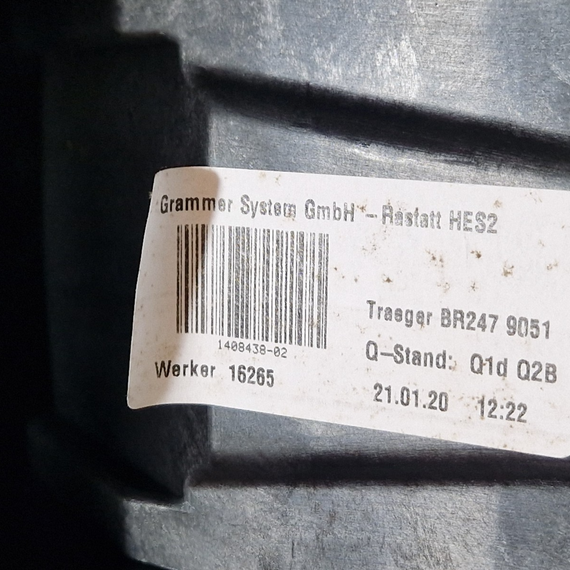 Grammer System GmbH - Rastatt HES2
1408438-02
Traeger BR247 9051
Werker 16265
Q-Stand: Q1d Q2B
21.01.20 12:22